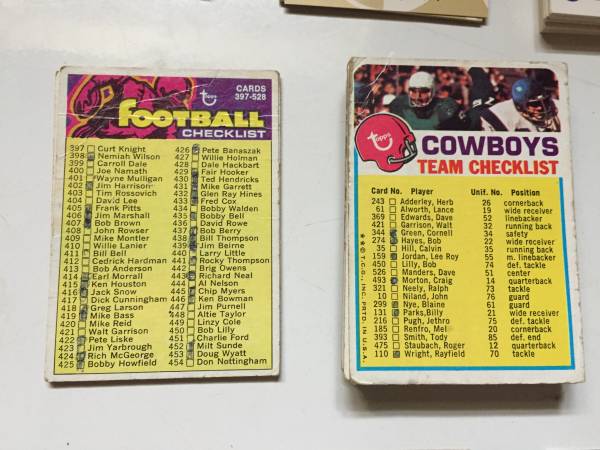 topps
CARDS
397-528
FOOTBALL
CHECKLIST
397 Curt Knight
398 Nemiah Wilson
399 Carroll Dale
400 Joe Namath
401 Wayne Mulligan
402 Jim Harrison
403 Tim Rossovich
404 David Lee
405 Frank Pitts
406 Jim Marshall
407 Bob Brown
408 John Rowser
409 Mike Montler
410 Willie Lanier
411 Bill Bell
412 Cedrick Hardman
413 Bob Anderson
414 Earl Morrall
415 Ken Houston
416 Jack Snow
417 Dick Cunningham
418 Greg Larson
419 Mike Bass
420 Mike Reid
421 Walt Garrison
422 Pete Liske
423 Jim Yarbrough
424 Rich McGeorge
425 Bobby Howfield
426 Pete Banaszak
427 Willie Holman
428 Dale Hackbart
429 Fair Hooker
430 Ted Hendricks
431 Mike Garrett
432 Glen Ray Hines
433 Fred Cox
434 Bobby Walden
435 Bobby Bell
436 Dave Rowe
437 Bob Berry
438 Bill Thompson
439 Jim Beirne
440 Larry Little
441 Rocky Thompson
442 Brig Owens
443 Richard Neal
444 Al Nelson
445 Chip Myers
446 Ken Bowman
447 Jim Purnell
448 Altie Taylor
449 Linzy Cole
450 Bob Lilly
451 Charlie Ford
452 Milt Sunde
453 Doug Wyatt
454 Don Nottingham
topps
COWBOYS
TEAM CHECKLIST
Card No. Player Unif. No. Position
243 Adderley, Herb 26 cornerback
61 Alworth, Lance 19 wide receiver
369 Edwards, Dave 52 linebacker
421 Garrison, Walt 32 running back
344 Green, Cornell 34 safety
274 Hayes, Bob 22 wide receiver
35 Hill, Calvin 35 running back
159 Jordan, Lee Roy 55 m. linebacker
450 Lilly, Bob 74 def. tackle
526 Manders, Dave 51 center
493 Morton, Craig 14 quarterback
321 Neely, Ralph 73 tackle
10 Niland, John 76 guard
299 Nye, Blaine 61 guard
131 Parks, Billy 21 wide receiver
216 Pugh, Jethro 75 def. tackle
185 Renfro, Mel 20 cornerback
393 Smith, Tody 85 def. end
475 Staubach, Roger 12 quarterback
110 Wright, Rayfield 70 tackle
** © T.C.G., INC. PRTD. IN U.S.A.